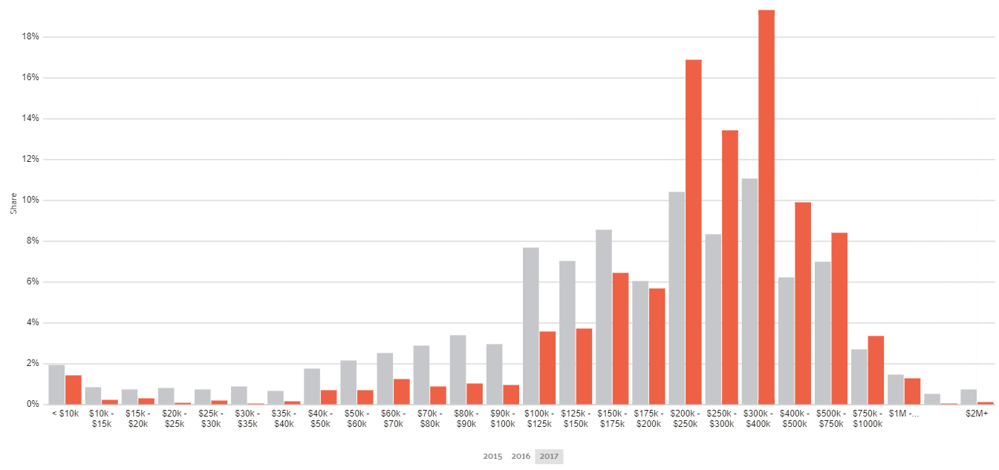 18%
16%
14%
12%
10%
8%
6%
4%
2%
0%
Share
< $10k
$10k -
$15k
$15k -
$20k
$20k -
$25k
$25k -
$30k
$30k -
$35k
$35k -
$40k
$40k -
$50k
$50k -
$60k
$60k -
$70k
$70k -
$80k
$80k -
$90k
$90k -
$100k
$100k -
$125k
$125k -
$150k
$150k -
$175k
$175k -
$200k
$200k -
$250k
$250k -
$300k
$300k -
$400k
$400k -
$500k
$500k -
$750k
$750k -
$1000k
$1M -...
$2M+
2015 2016 2017